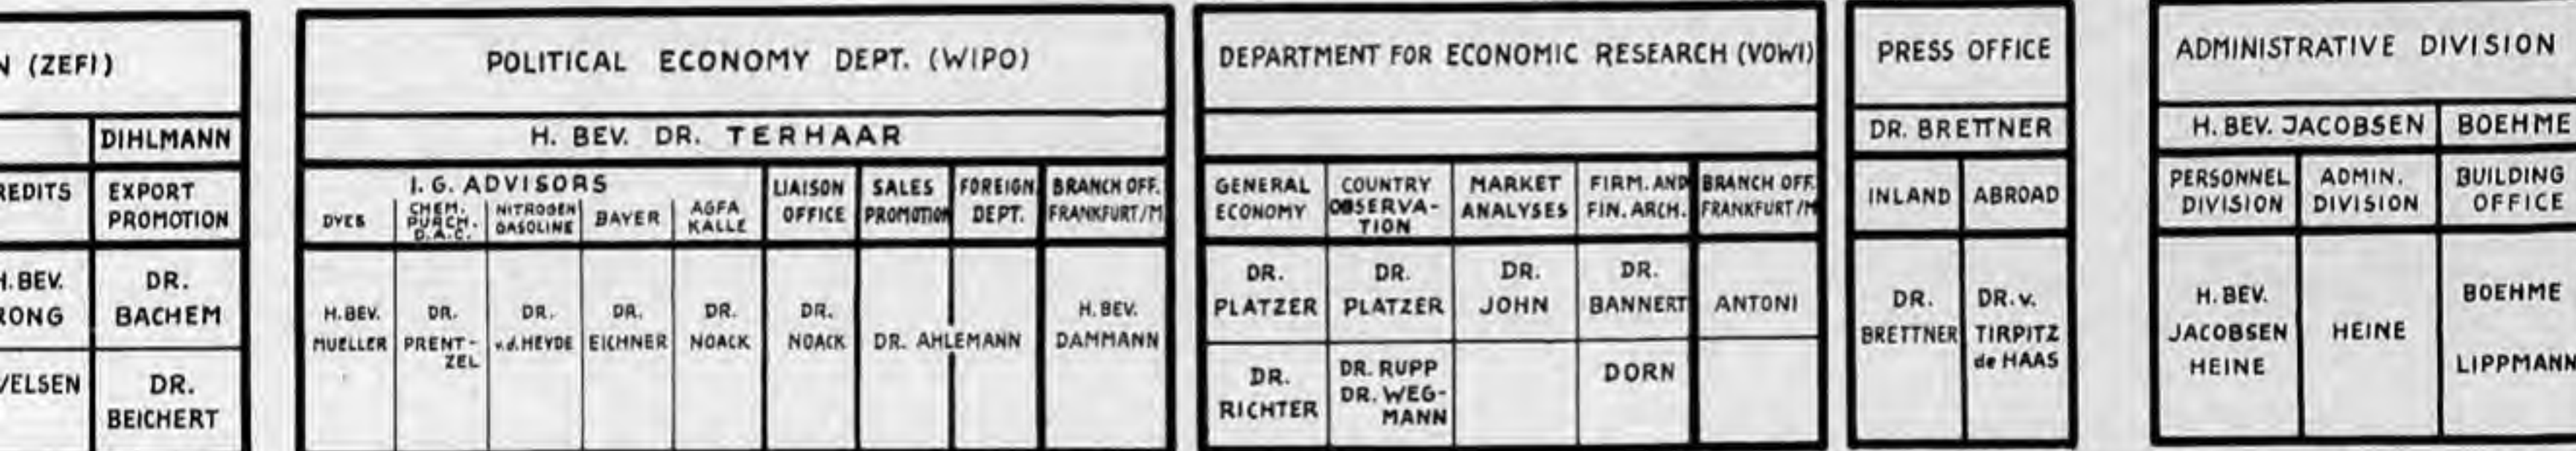 N (ZEFI)
DIHLMANN
REDITS
EXPORT
PROMOTION
H. BEV.
RONG
DR.
BACHEM
VELSEN
DR.
BEICHERT
POLITICAL ECONOMY DEPT. (WIPO)
H. BEV. DR. TERHAAR
I. G. ADVISORS
DYES
CHEM.
PURCH.
D.A.C.
NITROGEN
GASOLINE
BAYER
AGFA
KALLE
LIAISON
OFFICE
SALES
PROMOTION
FOREIGN
DEPT.
BRANCH OFF.
FRANKFURT/M
H. BEV.
MUELLER
DR.
PRENT-
ZEL
DR.
v.d. HEYDE
DR.
EICHNER
DR.
NOACK
DR.
NOACK
DR. AHLEMANN
H. BEV.
DAMMANN
DEPARTMENT FOR ECONOMIC RESEARCH (VOWI)
GENERAL
ECONOMY
COUNTRY
OBSERVA-
TION
MARKET
ANALYSES
FIRM. AND
FIN. ARCH.
BRANCH OFF.
FRANKFURT/M
DR.
PLATZER
DR.
PLATZER
DR.
JOHN
DR.
BANNERT
ANTONI
DR.
RICHTER
DR. RUPP
DR. WEG-
MANN
DORN
PRESS OFFICE
DR. BRETTNER
INLAND
ABROAD
DR.
BRETTNER
DR. v.
TIRPITZ
de HAAS
ADMINISTRATIVE DIVISION
H. BEV. JACOBSEN
BOEHME
PERSONNEL
DIVISION
ADMIN.
DIVISION
BUILDING
OFFICE
H. BEV.
JACOBSEN
HEINE
HEINE
BOEHME
LIPPMANN